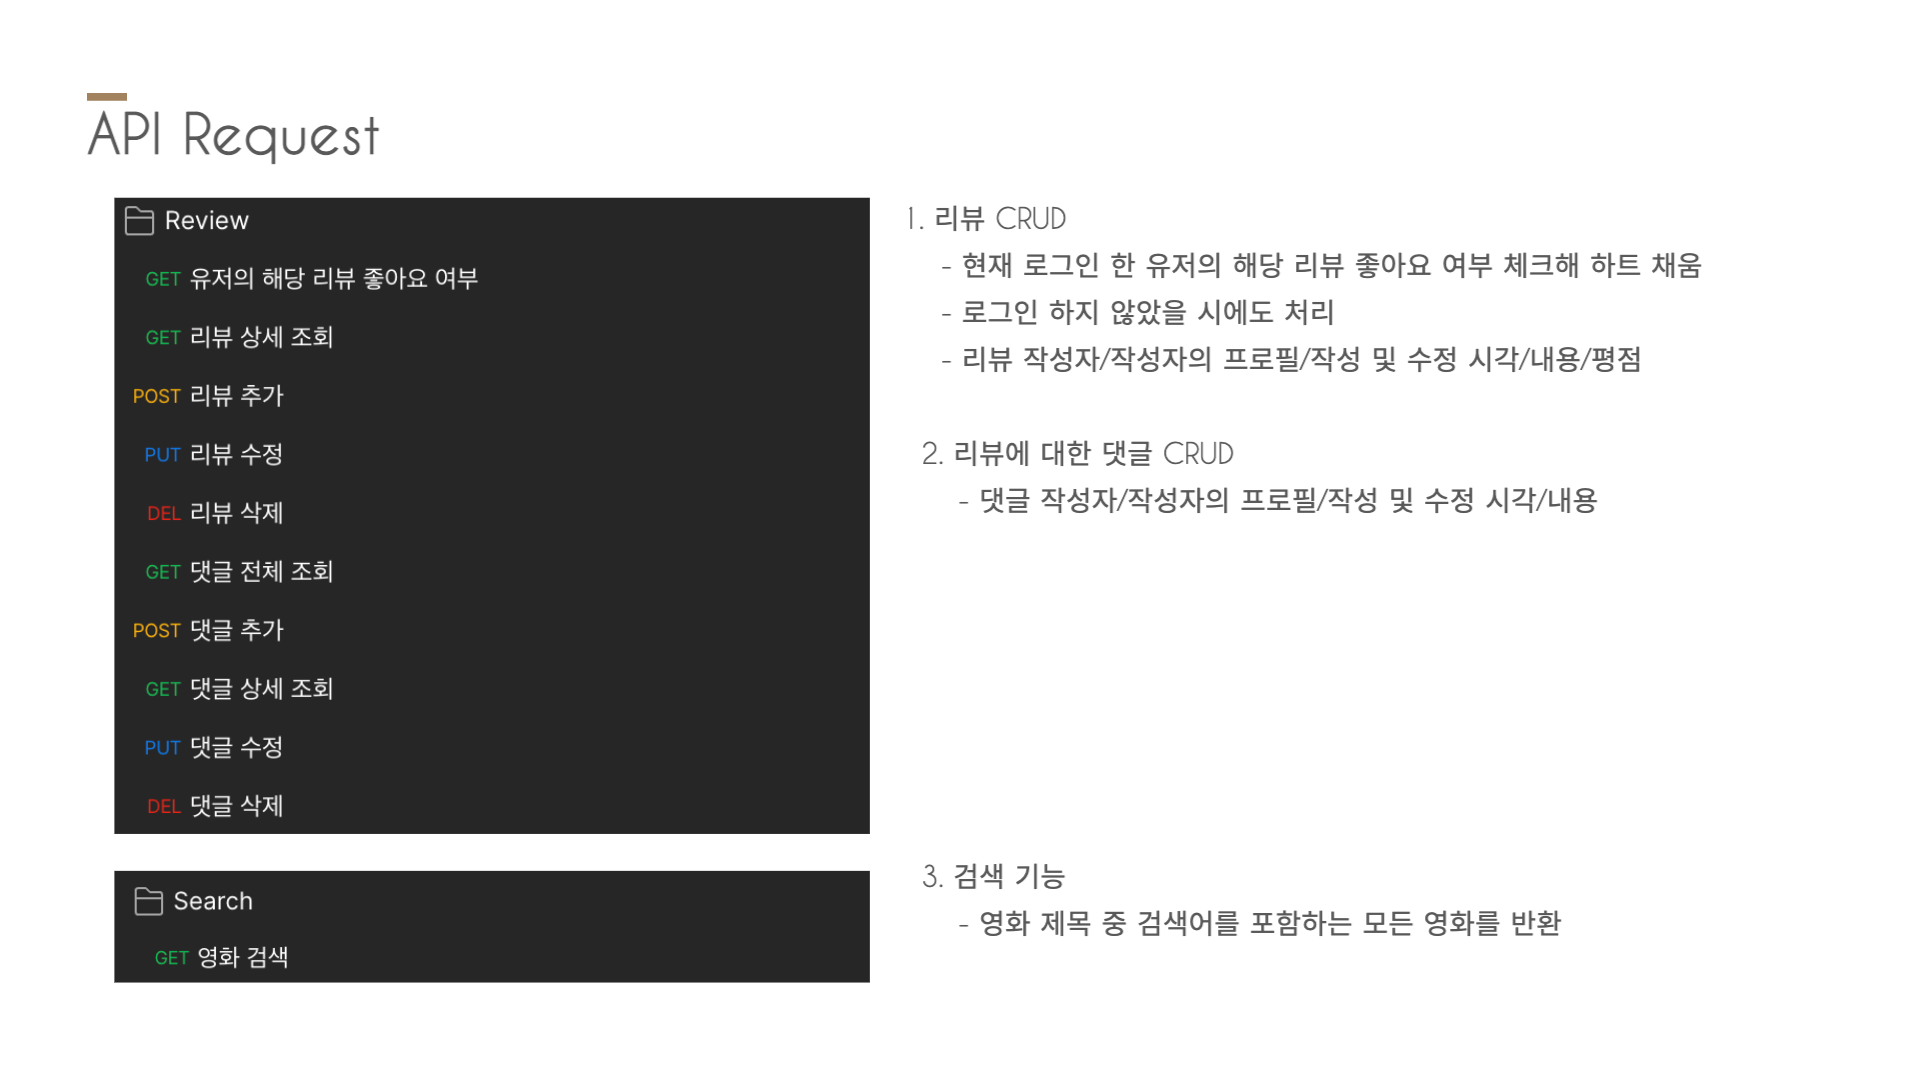 API Request
Review
GET 유저의 해당 리뷰 좋아요 여부
GET 리뷰 상세 조회
POST 리뷰 추가
PUT 리뷰 수정
DEL 리뷰 삭제
GET 댓글 전체 조회
POST 댓글 추가
GET 댓글 상세 조회
PUT 댓글 수정
DEL 댓글 삭제
Search
GET 영화 검색
1. 리뷰 CRUD
- 현재 로그인 한 유저의 해당 리뷰 좋아요 여부 체크해 하트 채움
- 로그인 하지 않았을 시에도 처리
- 리뷰 작성자/작성자의 프로필/작성 및 수정 시각/내용/평점
2. 리뷰에 대한 댓글 CRUD
- 댓글 작성자/작성자의 프로필/작성 및 수정 시각/내용
3. 검색 기능
- 영화 제목 중 검색어를 포함하는 모든 영화를 반환